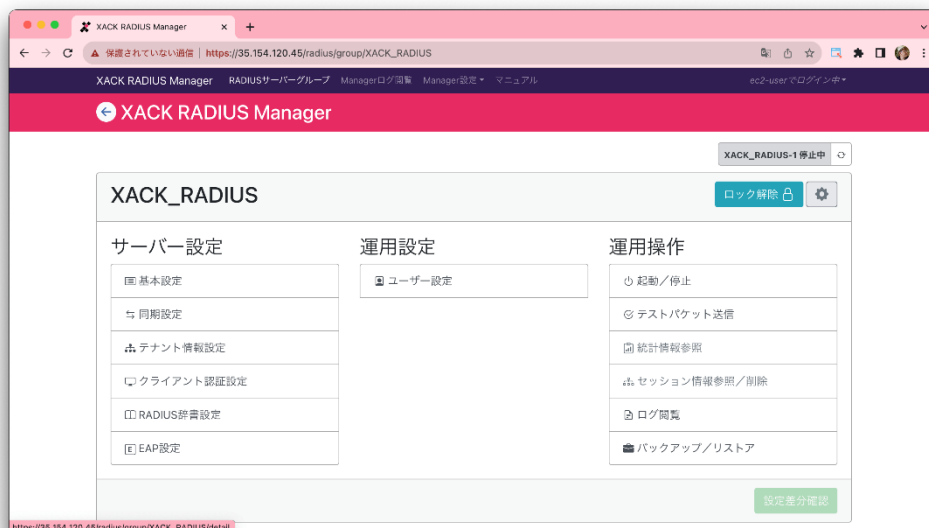 XACK RADIUS Manager
保護されていない通信 | https://35.154.120.45/radius/group/XACK_RADIUS
XACK RADIUS Manager RADIUSサーバーグループ Managerログ閲覧 Manager設定 マニュアル ec2-userでログイン中
XACK RADIUS Manager
XACK_RADIUS-1 停止中
XACK_RADIUS
ロック解除
サーバー設定
基本設定
同期設定
テナント情報設定
クライアント認証設定
RADIUS辞書設定
EAP設定
運用設定
ユーザー設定
運用操作
起動／停止
テストパケット送信
統計情報参照
セッション情報参照／削除
ログ閲覧
バックアップ／リストア
設定差分確認
https://35.154.120.45/radius/group/XACK_RADIUS/detail